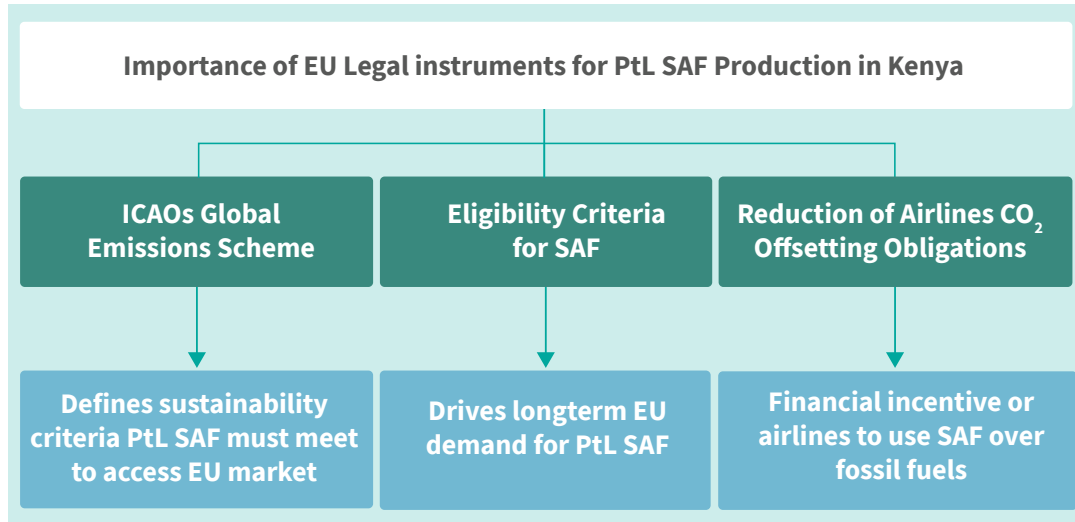 Importance of EU Legal instruments for PtL SAF Production in Kenya
ICAOs Global
Emissions Scheme
Eligibility Criteria
for SAF
Reduction of Airlines CO₂
Offsetting Obligations
Defines sustainability
criteria PtL SAF must meet
to access EU market
Drives longterm EU
demand for PtL SAF
Financial incentive or
airlines to use SAF over
fossil fuels